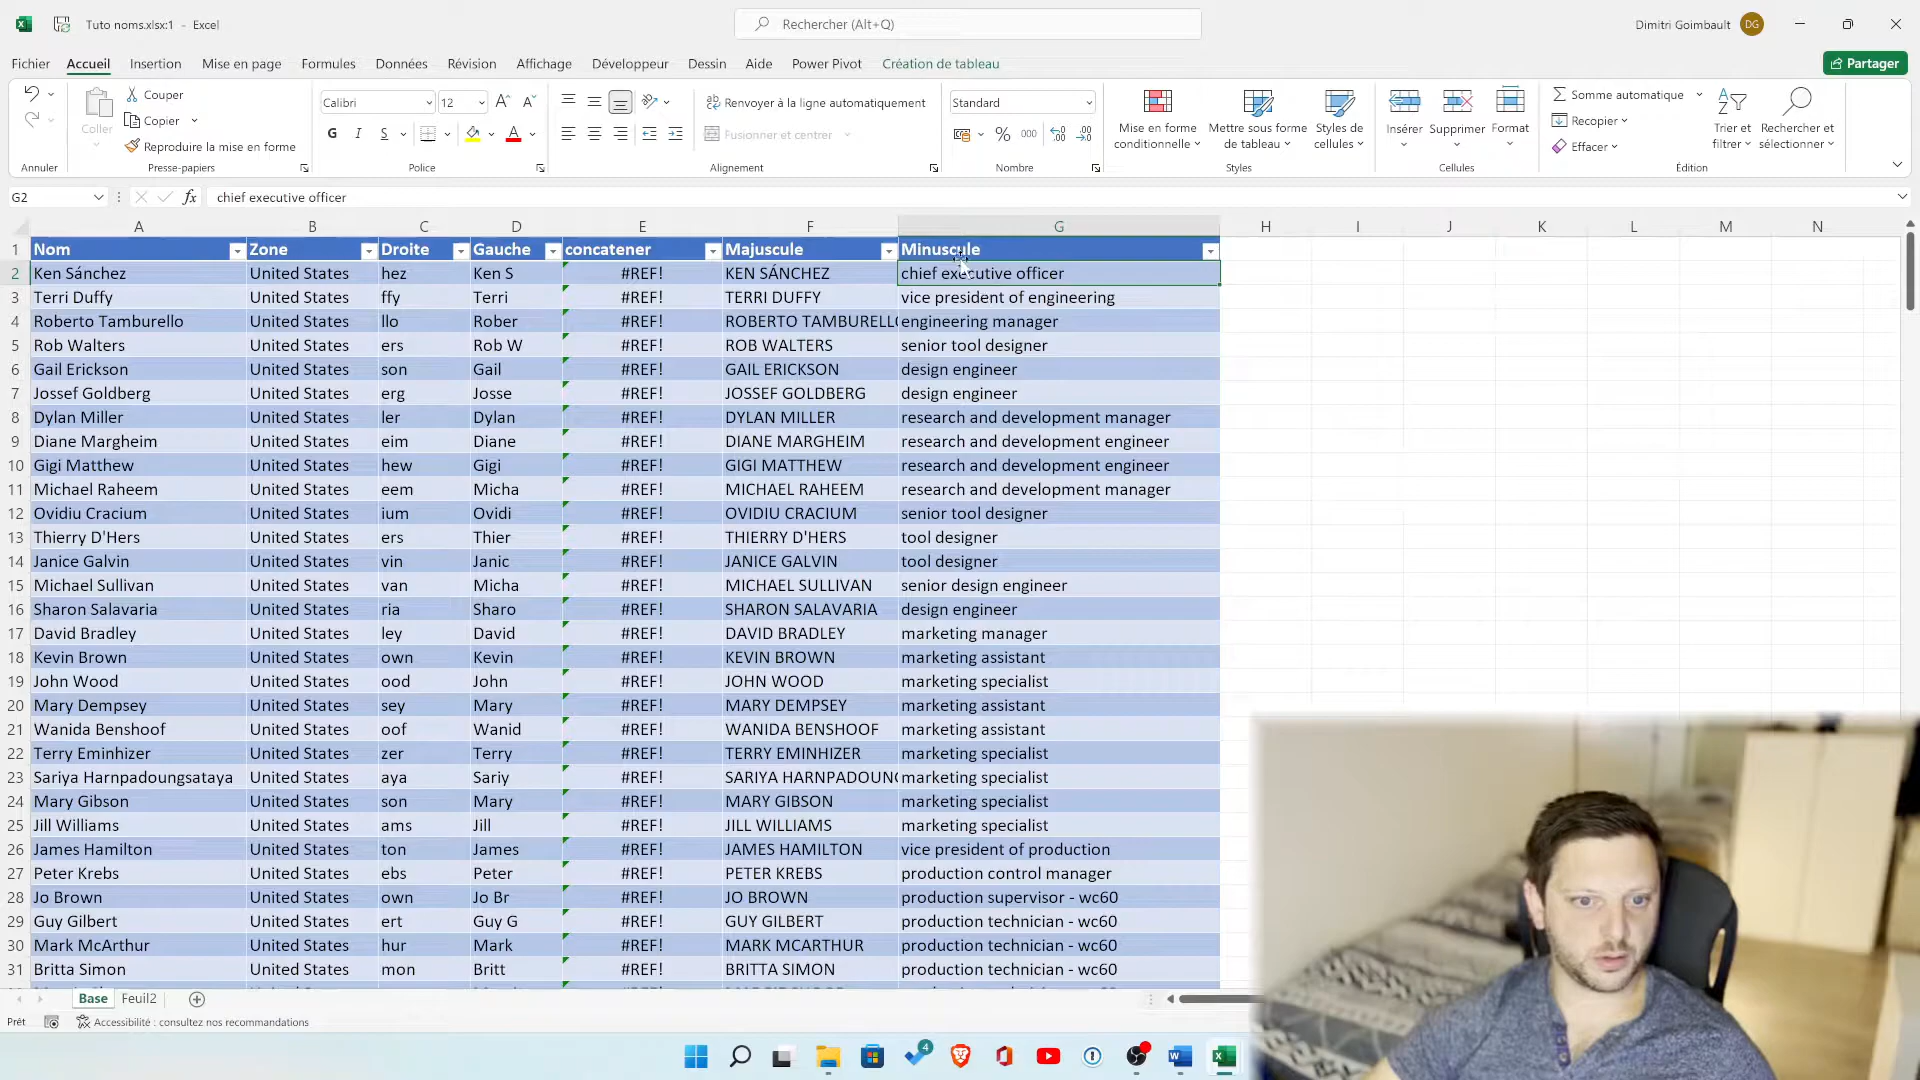 Tuto noms.xlsx:1 - Excel
Rechercher (Alt+Q)
Dimitri Goimbault DG
Fichier Accueil Insertion Mise en page Formules Données Révision Affichage Développeur Dessin Aide Power Pivot Création de tableau Partager
Couper
Calibri 12
Renvoyer à la ligne automatiquement
Standard
Somme automatique
Coller
Copier
G I S
Fusionner et centrer
% 000
Mise en forme conditionnelle
Mettre sous forme de tableau
Styles de cellules
Insérer Supprimer Format
Recopier
Trier et filtrer
Rechercher et sélectionner
Reproduire la mise en forme
Effacer
Annuler Presse-papiers Police Alignement Nombre Styles Cellules Édition
G2 fx chief executive officer
A B C D E F G H I J K L M N
1 Nom Zone Droite Gauche concatener Majuscule Minuscule
2 Ken Sánchez United States hez Ken S #REF! KEN SÁNCHEZ chief executive officer
3 Terri Duffy United States ffy Terri #REF! TERRI DUFFY vice president of engineering
4 Roberto Tamburello United States llo Rober #REF! ROBERTO TAMBURELLO engineering manager
5 Rob Walters United States ers Rob W #REF! ROB WALTERS senior tool designer
6 Gail Erickson United States son Gail #REF! GAIL ERICKSON design engineer
7 Jossef Goldberg United States erg Josse #REF! JOSSEF GOLDBERG design engineer
8 Dylan Miller United States ler Dylan #REF! DYLAN MILLER research and development manager
9 Diane Margheim United States eim Diane #REF! DIANE MARGHEIM research and development engineer
10 Gigi Matthew United States hew Gigi #REF! GIGI MATTHEW research and development engineer
11 Michael Raheem United States eem Micha #REF! MICHAEL RAHEEM research and development manager
12 Ovidiu Cracium United States ium Ovidi #REF! OVIDIU CRACIUM senior tool designer
13 Thierry D'Hers United States ers Thier #REF! THIERRY D'HERS tool designer
14 Janice Galvin United States vin Janic #REF! JANICE GALVIN tool designer
15 Michael Sullivan United States van Micha #REF! MICHAEL SULLIVAN senior design engineer
16 Sharon Salavaria United States ria Sharo #REF! SHARON SALAVARIA design engineer
17 David Bradley United States ley David #REF! DAVID BRADLEY marketing manager
18 Kevin Brown United States own Kevin #REF! KEVIN BROWN marketing assistant
19 John Wood United States ood John #REF! JOHN WOOD marketing specialist
20 Mary Dempsey United States sey Mary #REF! MARY DEMPSEY marketing assistant
21 Wanida Benshoof United States oof Wanid #REF! WANIDA BENSHOOF marketing assistant
22 Terry Eminhizer United States zer Terry #REF! TERRY EMINHIZER marketing specialist
23 Sariya Harnpadoungsataya United States aya Sariy #REF! SARIYA HARNPADOUNG marketing specialist
24 Mary Gibson United States son Mary #REF! MARY GIBSON marketing specialist
25 Jill Williams United States ams Jill #REF! JILL WILLIAMS marketing specialist
26 James Hamilton United States ton James #REF! JAMES HAMILTON vice president of production
27 Peter Krebs United States ebs Peter #REF! PETER KREBS production control manager
28 Jo Brown United States own Jo Br #REF! JO BROWN production supervisor - wc60
29 Guy Gilbert United States ert Guy G #REF! GUY GILBERT production technician - wc60
30 Mark McArthur United States hur Mark #REF! MARK MCARTHUR production technician - wc60
31 Britta Simon United States mon Britt #REF! BRITTA SIMON production technician - wc60
Base Feuil2
Prêt Accessibilité : consultez nos recommandations
4